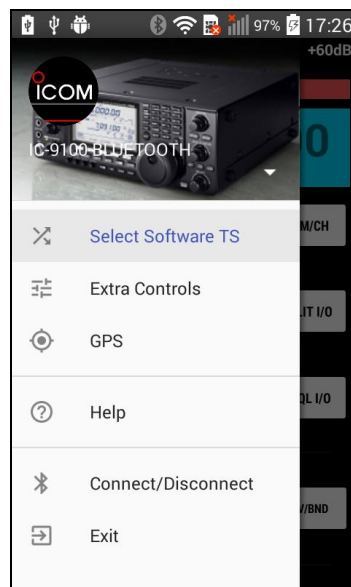 97% 17:26
+60dB
ICOM
IC-9100-BLUETOOTH
0
M/CH
Select Software TS
Extra Controls
LIT I/O
GPS
QL I/O
Help
Connect/Disconnect
//BND
Exit